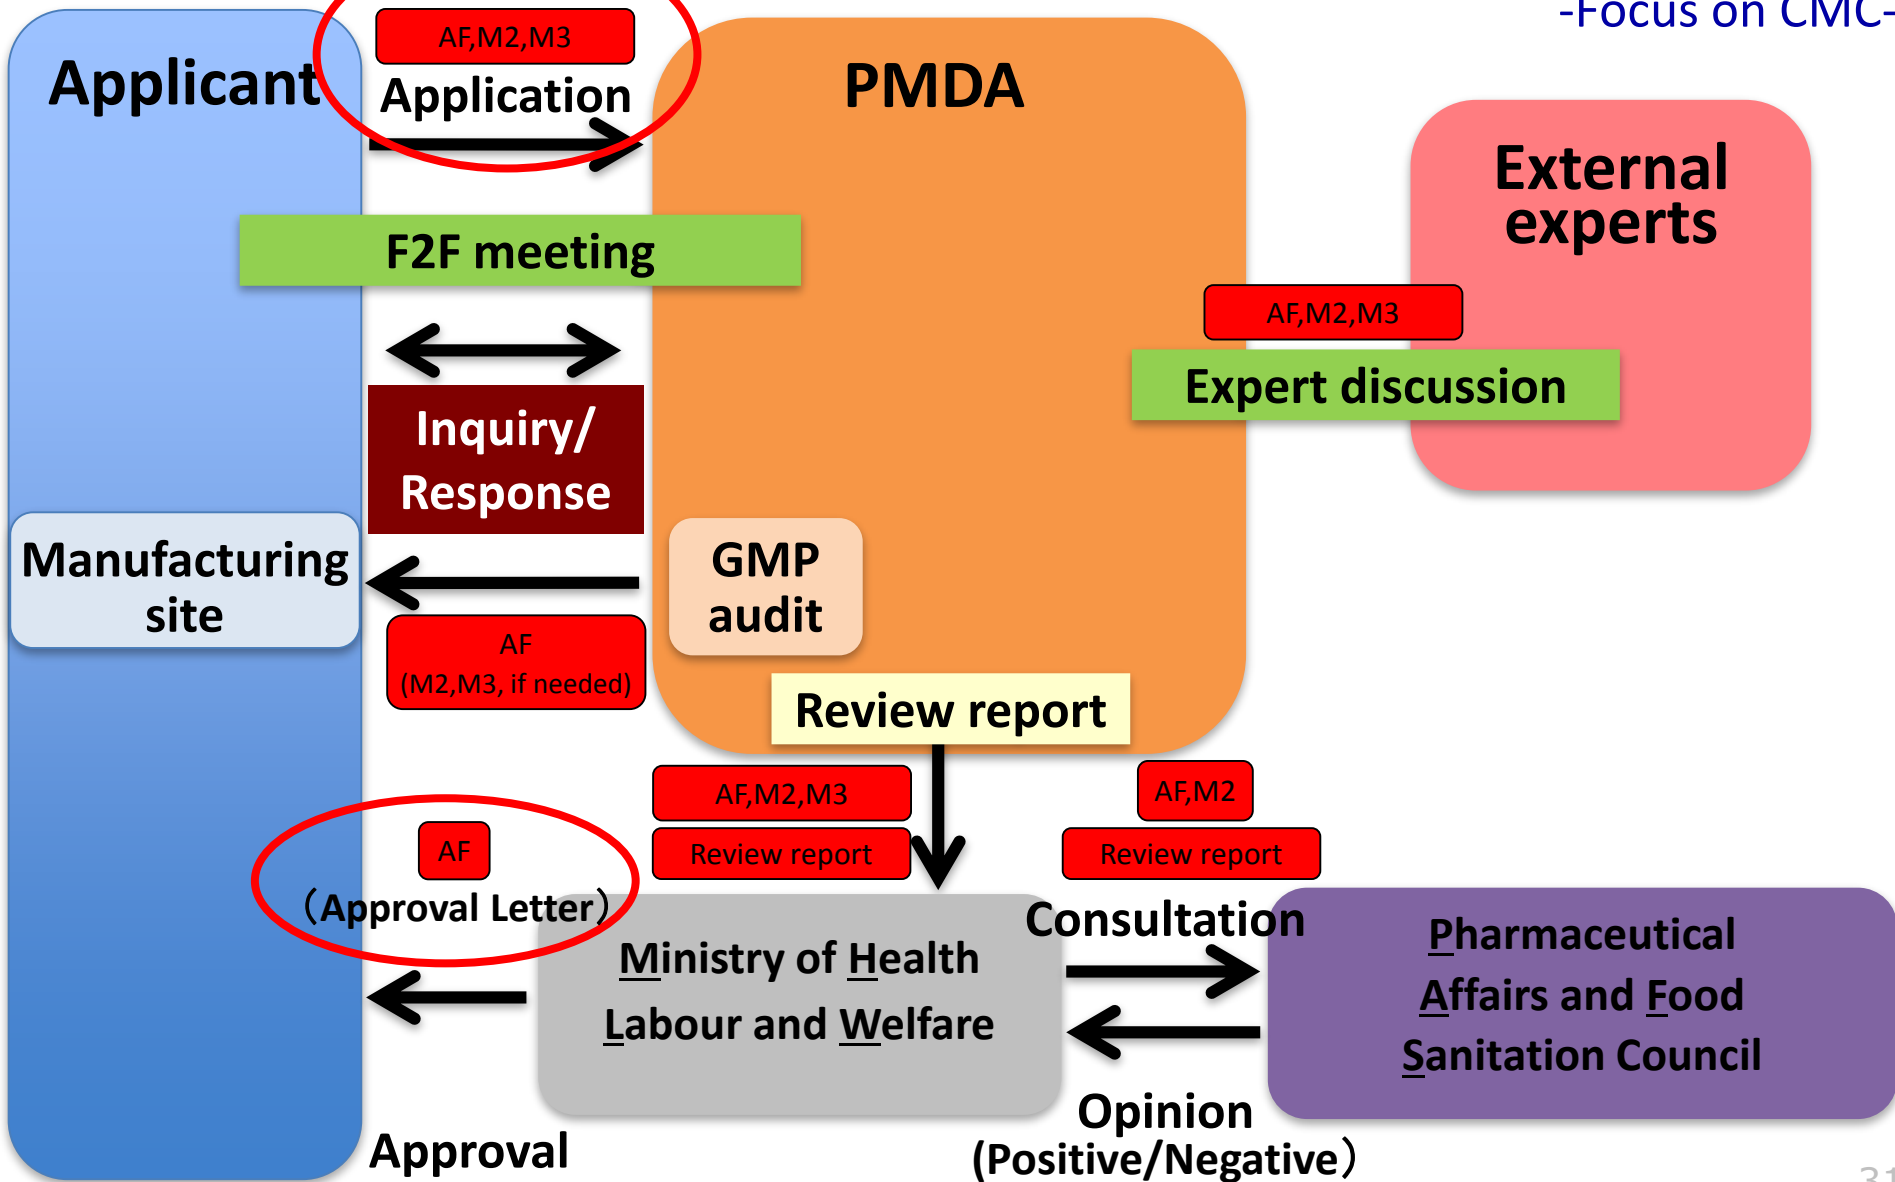 -Focus on CMC-
AF,M2,M3
Applicant
Application
PMDA
External
experts
F2F meeting
AF,M2,M3
Expert discussion
Inquiry/
Response
Manufacturing
site
GMP
audit
AF
(M2,M3, if needed)
Review report
AF,M2,M3
Review report
AF,M2
Review report
AF
（Approval Letter）
Consultation
Ministry of Health
Labour and Welfare
Pharmaceutical
Affairs and Food
Sanitation Council
Opinion
(Positive/Negative）
Approval
31